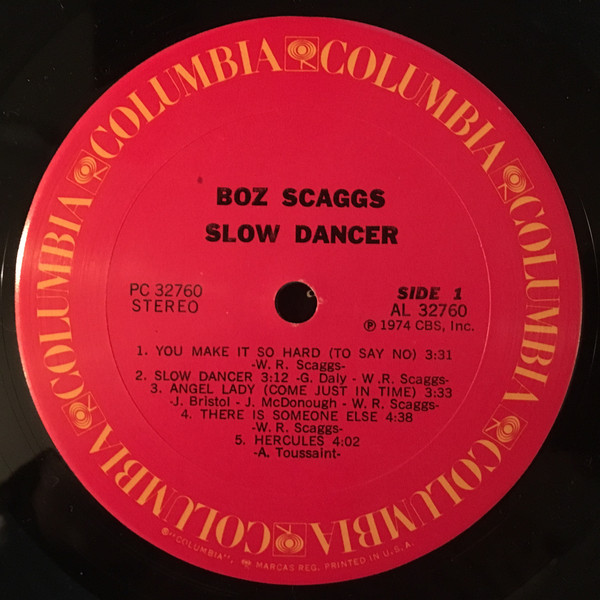 COLUMBIA COLUMBIA COLUMBIA COLUMBIA COLUMBIA COLUMBIA COLUMBIA COLUMBIA
BOZ SCAGGS
SLOW DANCER
PC 32760
STEREO
SIDE 1
AL 32760
Ⓟ 1974 CBS, Inc.
1. YOU MAKE IT SO HARD (TO SAY NO) 3:31
-W. R. Scaggs-
2. SLOW DANCER 3:12 -G. Daly - W .R. Scaggs-
3. ANGEL LADY (COME JUST IN TIME) 3:33
-J. Bristol - J. McDonough - W. R. Scaggs-
4. THERE IS SOMEONE ELSE 4:38
-W. R. Scaggs-
5. HERCULES 4:02
-A. Toussaint-
®"COLUMBIA", MARCAS REG. PRINTED IN U.S.A.